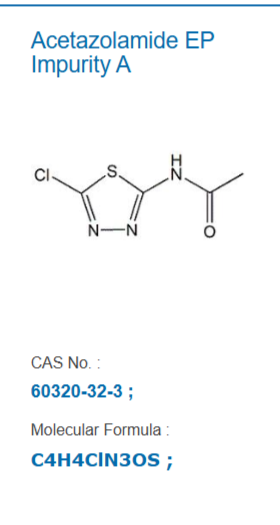 Acetazolamide EP
Impurity A
H
Cl
S
N
N
N
O
CAS No. :
60320-32-3 ;
Molecular Formula :
C4H4ClN3OS ;